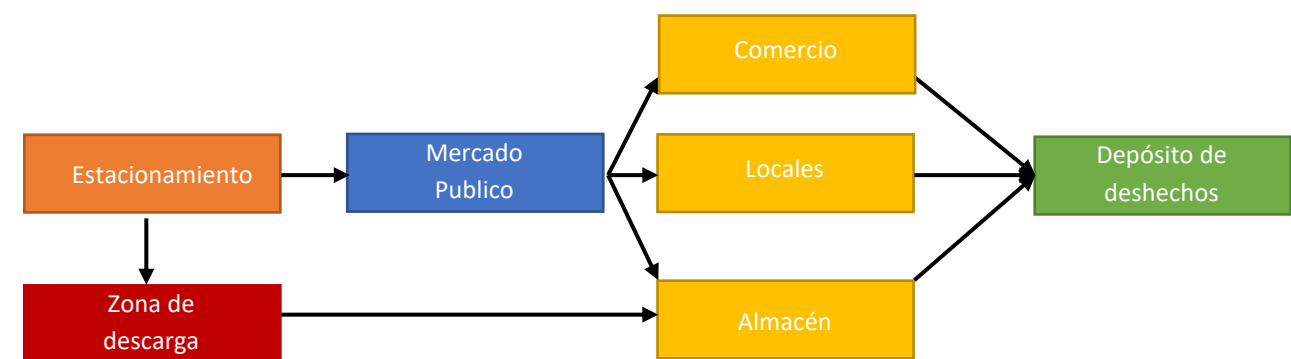 Comercio
Estacionamiento
Mercado
Publico
Locales
Depósito de
deshechos
Zona de
descarga
Almacén